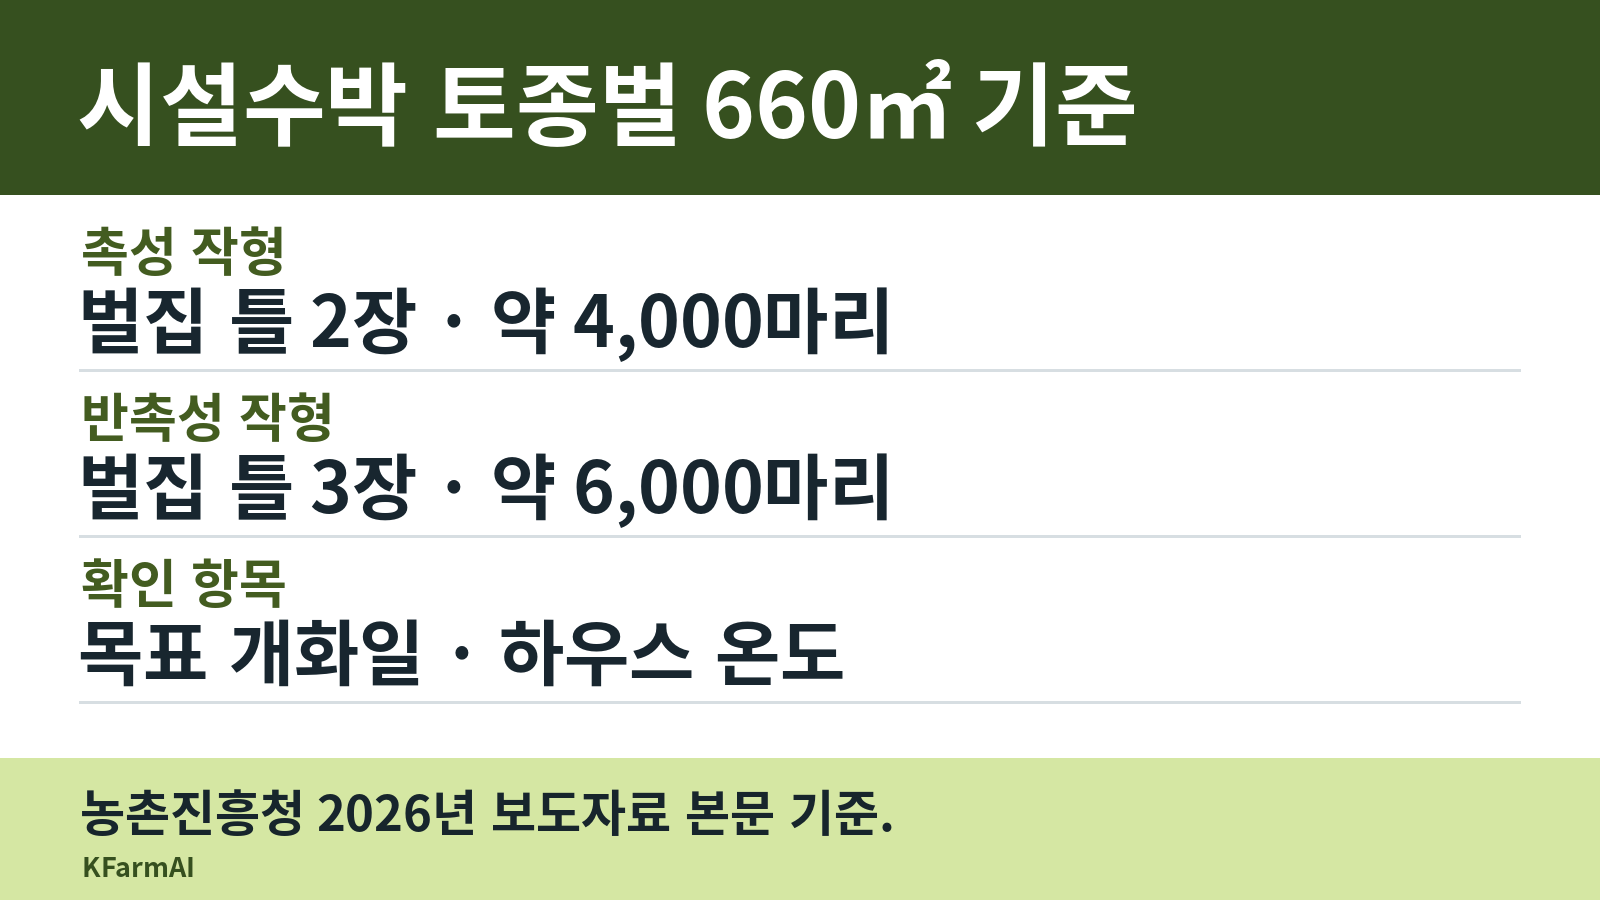 시설수박 토종벌 660㎡ 기준
촉성 작형
벌집 틀 2장 · 약 4,000마리
반촉성 작형
벌집 틀 3장 · 약 6,000마리
확인 항목
목표 개화일 · 하우스 온도
농촌진흥청 2026년 보도자료 본문 기준.
KFarmAI